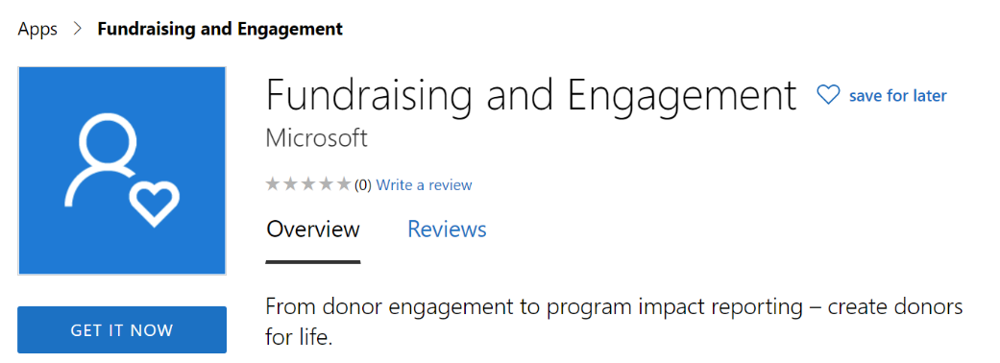 Apps > Fundraising and Engagement
Fundraising and Engagement save for later
Microsoft
(0) Write a review
Overview Reviews
From donor engagement to program impact reporting – create donors
for life.
GET IT NOW